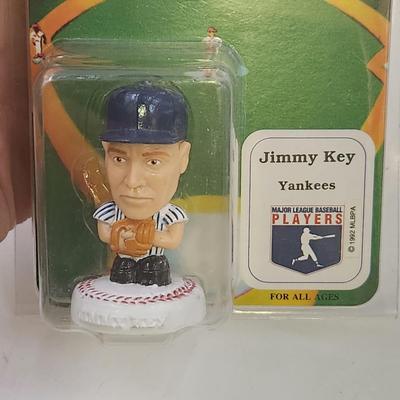 Jimmy Key
Yankees
MAJOR LEAGUE BASEBALL
PLAYERS
© 1992 MLBPA
FOR ALL AGES